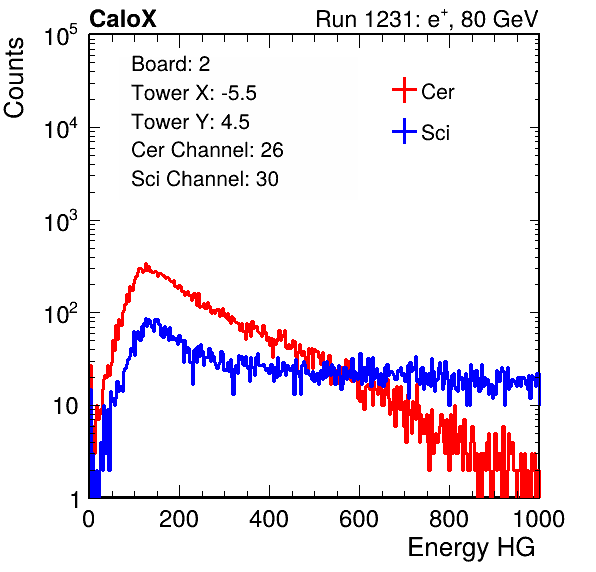 CaloX Run 1231: e⁺, 80 GeV
Counts
10⁵
10⁴
10³
10²
10
1
Board: 2
Tower X: -5.5
Tower Y: 4.5
Cer Channel: 26
Sci Channel: 30
Cer
Sci
0 200 400 600 800 1000
Energy HG